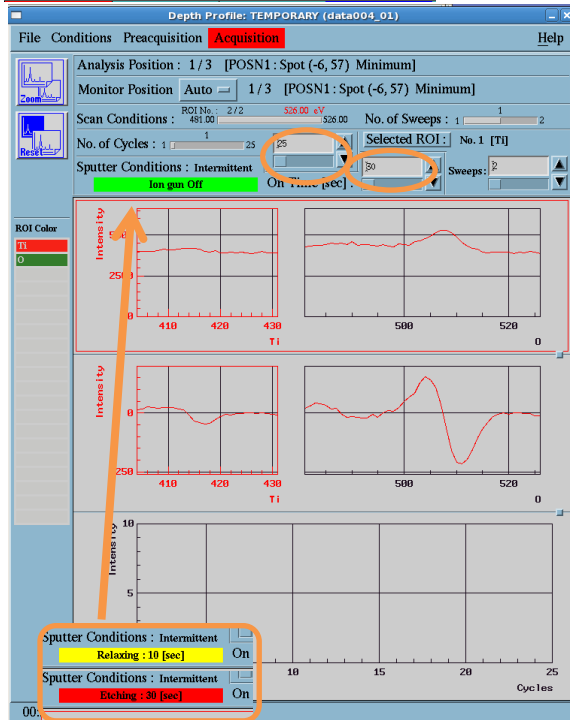 Depth Profile: TEMPORARY (data004_01)
File Conditions Preacquisition Acquisition Help
Analysis Position : 1 / 3 [POSN1 : Spot (-6, 57) Minimum]
Monitor Position Auto 1 / 3 [POSN1 : Spot (-6, 57) Minimum]
Zoom
ROI No. : 2/2 526.00 eV
Scan Conditions : 481.00 526.00 No. of Sweeps : 1 1 2
Reset
No. of Cycles : 1 1 25 25 Selected ROI : No. 1 [Ti]
Sputter Conditions : Intermittent 30 Sweeps: 2
Ion gun Off On Time [sec] :
ROI Color
Ti
O
Intensity
2500
410 420 430 500 520
Ti O
Intensity
0
410 420 430 500 520
Ti O
Intensity
10
5
10 15 20 25
Cycles
Sputter Conditions : Intermittent
Relaxing : 10 [sec] On
Sputter Conditions : Intermittent
Etching : 30 [sec] On